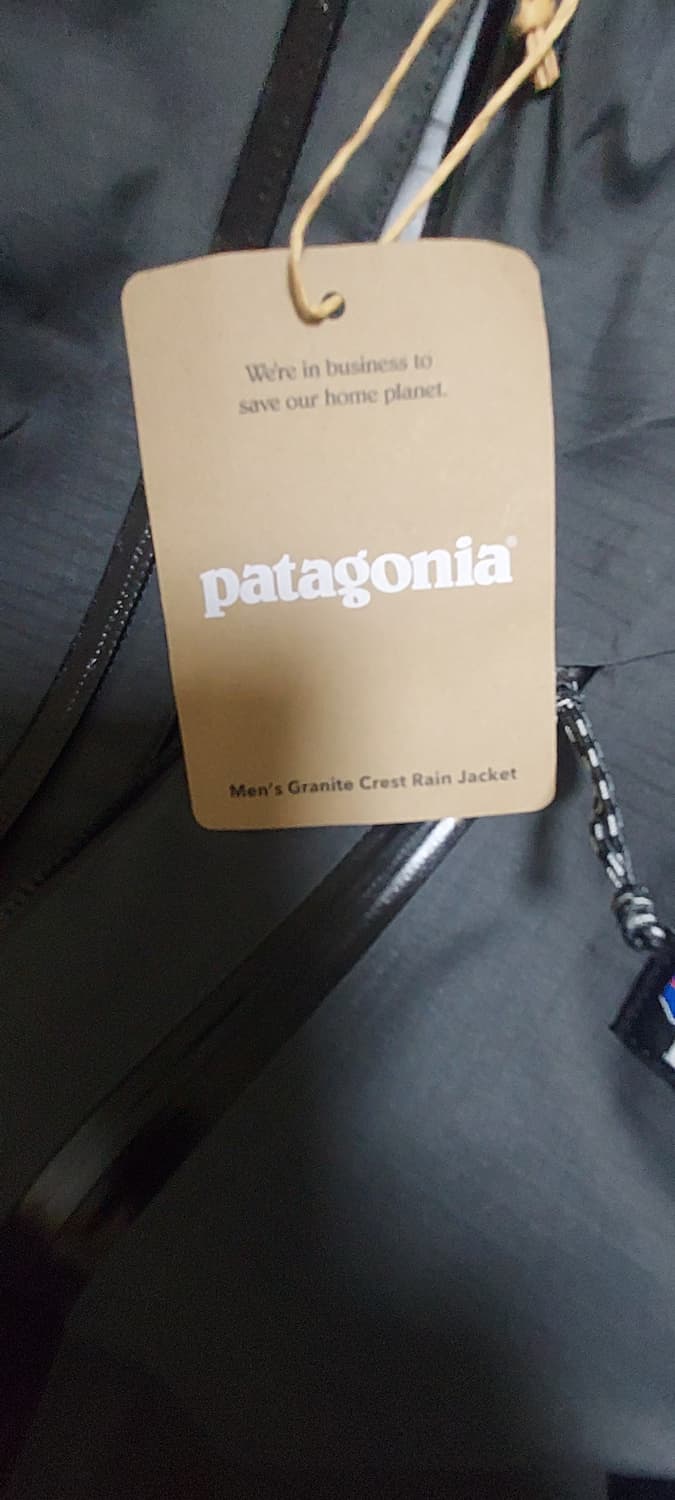 We're in business to
save our home planet.
patagonia®
Men's Granite Crest Rain Jacket